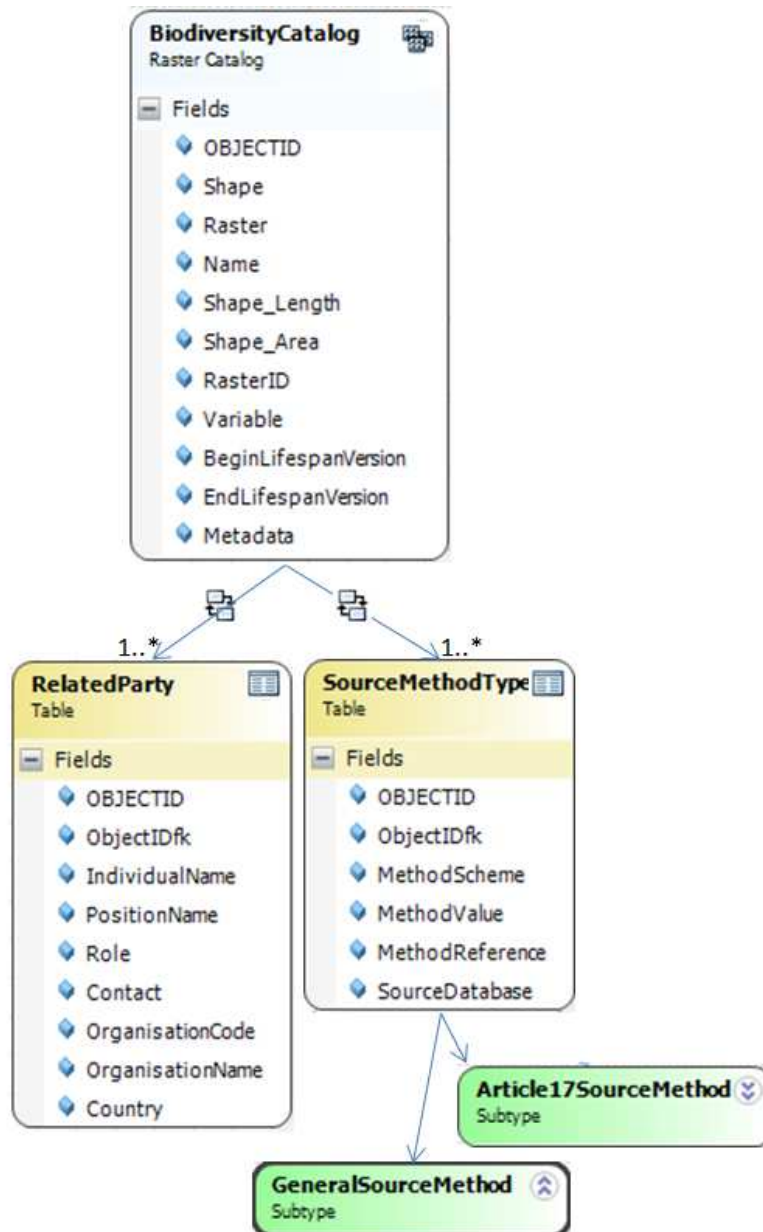 BiodiversityCatalog
Raster Catalog
Fields
OBJECTID
Shape
Raster
Name
Shape_Length
Shape_Area
RasterID
Variable
BeginLifespanVersion
EndLifespanVersion
Metadata
1..*
1..*
RelatedParty
Table
Fields
OBJECTID
ObjectIDfk
IndividualName
PositionName
Role
Contact
OrganisationCode
OrganisationName
Country
SourceMethodType
Table
Fields
OBJECTID
ObjectIDfk
MethodScheme
MethodValue
MethodReference
SourceDatabase
Article17SourceMethod
Subtype
GeneralSourceMethod
Subtype